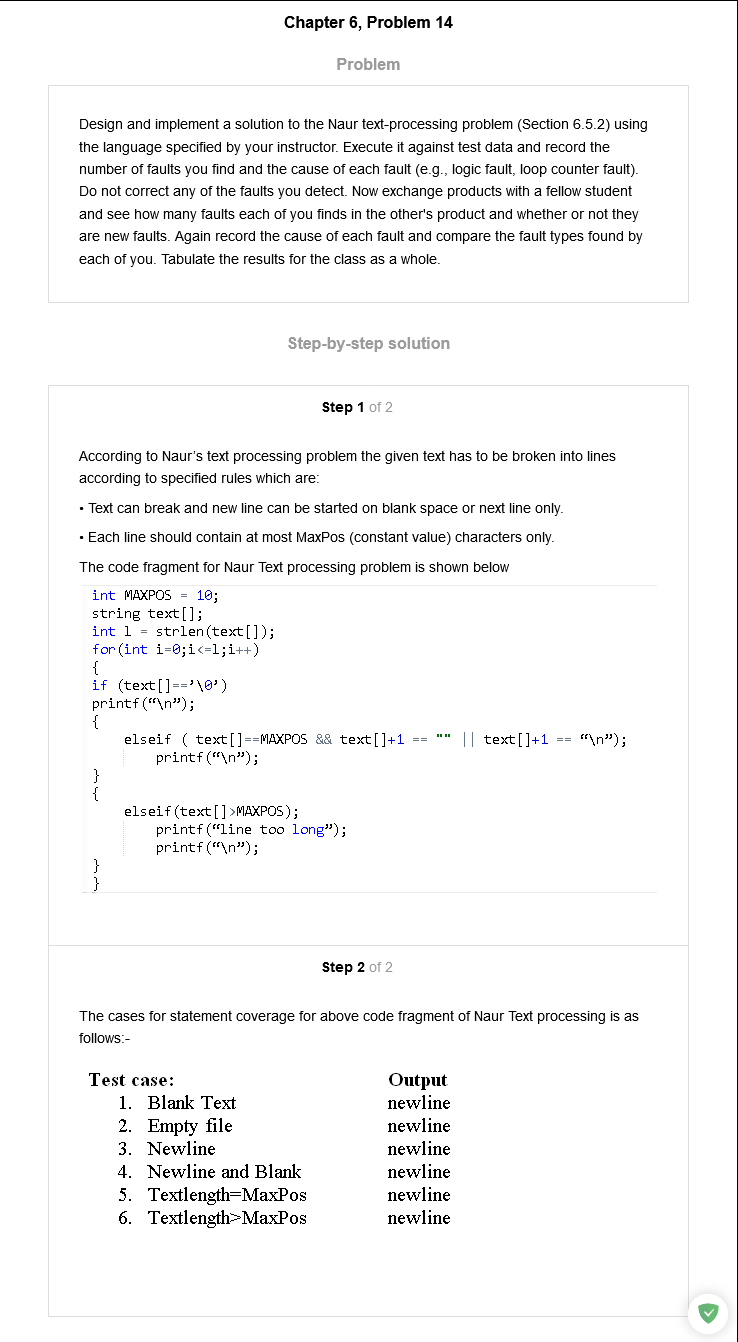 Chapter 6, Problem 14
Problem
Design and implement a solution to the Naur text-processing problem (Section 6.5.2) using
the language specified by your instructor. Execute it against test data and record the
number of faults you find and the cause of each fault (e.g., logic fault, loop counter fault).
Do not correct any of the faults you detect. Now exchange products with a fellow student
and see how many faults each of you finds in the other's product and whether or not they
are new faults. Again record the cause of each fault and compare the fault types found by
each of you. Tabulate the results for the class as a whole.
Step-by-step solution
Step 1 of 2
According to Naur's text processing problem the given text has to be broken into lines
according to specified rules which are:
• Text can break and new line can be started on blank space or next line only.
• Each line should contain at most MaxPos (constant value) characters only.
The code fragment for Naur Text processing problem is shown below
int MAXPOS = 10;
string text[];
int l = strlen(text[]);
for(int i=0;i<=l;i++)
{
if (text[]==’\0’)
printf(“\n”);
{
elseif ( text[]==MAXPOS && text[]+1 == "" || text[]+1 == “\n”);
printf(“\n”);
}
{
elseif(text[]>MAXPOS);
printf(“line too long”);
printf(“\n”);
}
}
Step 2 of 2
The cases for statement coverage for above code fragment of Naur Text processing is as
follows:-
Test case: Output
1. Blank Text newline
2. Empty file newline
3. Newline newline
4. Newline and Blank newline
5. Textlength=MaxPos newline
6. Textlength>MaxPos newline